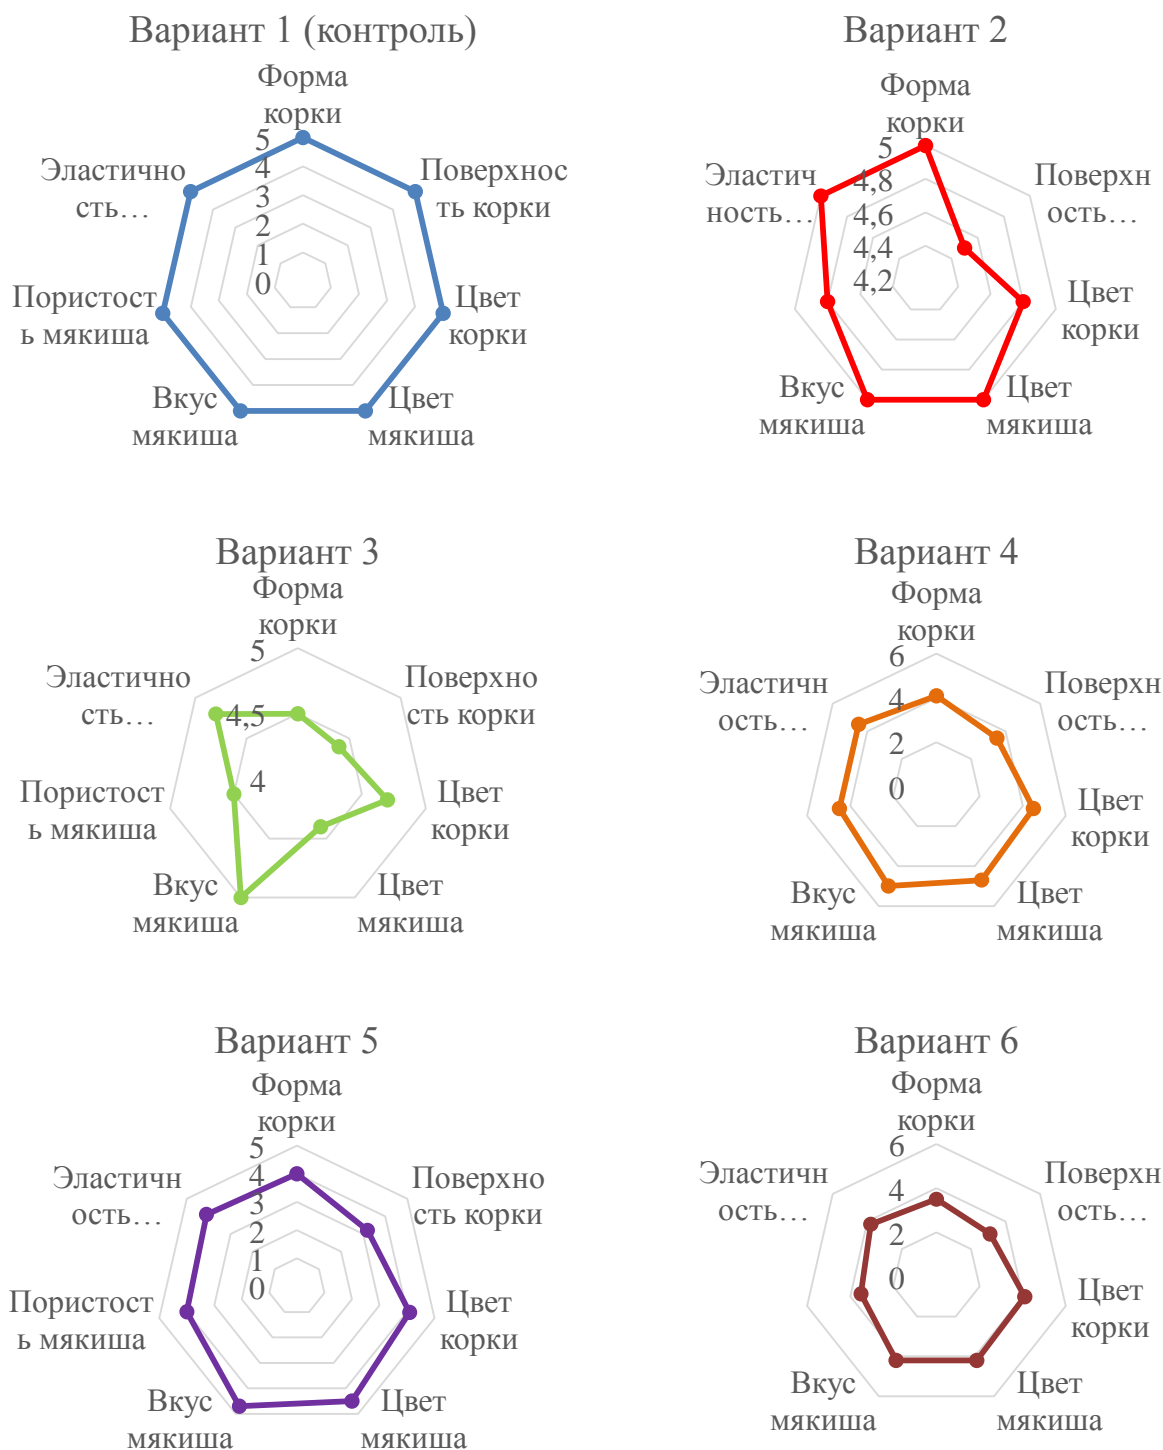 Вариант 1 (контроль)
Форма
корки
5
4
3
2
1
0
Поверхнос
ть корки
Цвет
корки
Цвет
мякиша
Вкус
мякиша
Пористост
ь мякиша
Эластично
сть…
Вариант 2
Форма
корки
5
4,8
4,6
4,4
4,2
Поверхн
ость…
Цвет
корки
Цвет
мякиша
Вкус
мякиша
Эластич
ность…
Вариант 3
Форма
корки
5
4,5
4
Поверхно
сть корки
Цвет
корки
Цвет
мякиша
Вкус
мякиша
Пористост
ь мякиша
Эластично
сть…
Вариант 4
Форма
корки
6
4
2
0
Поверхн
ость…
Цвет
корки
Цвет
мякиша
Вкус
мякиша
Эластичн
ость…
Вариант 5
Форма
корки
5
4
3
2
1
0
Поверхно
сть корки
Цвет
корки
Цвет
мякиша
Вкус
мякиша
Пористост
ь мякиша
Эластичн
ость…
Вариант 6
Форма
корки
6
4
2
0
Поверхн
ость…
Цвет
корки
Цвет
мякиша
Вкус
мякиша
Эластичн
ость…